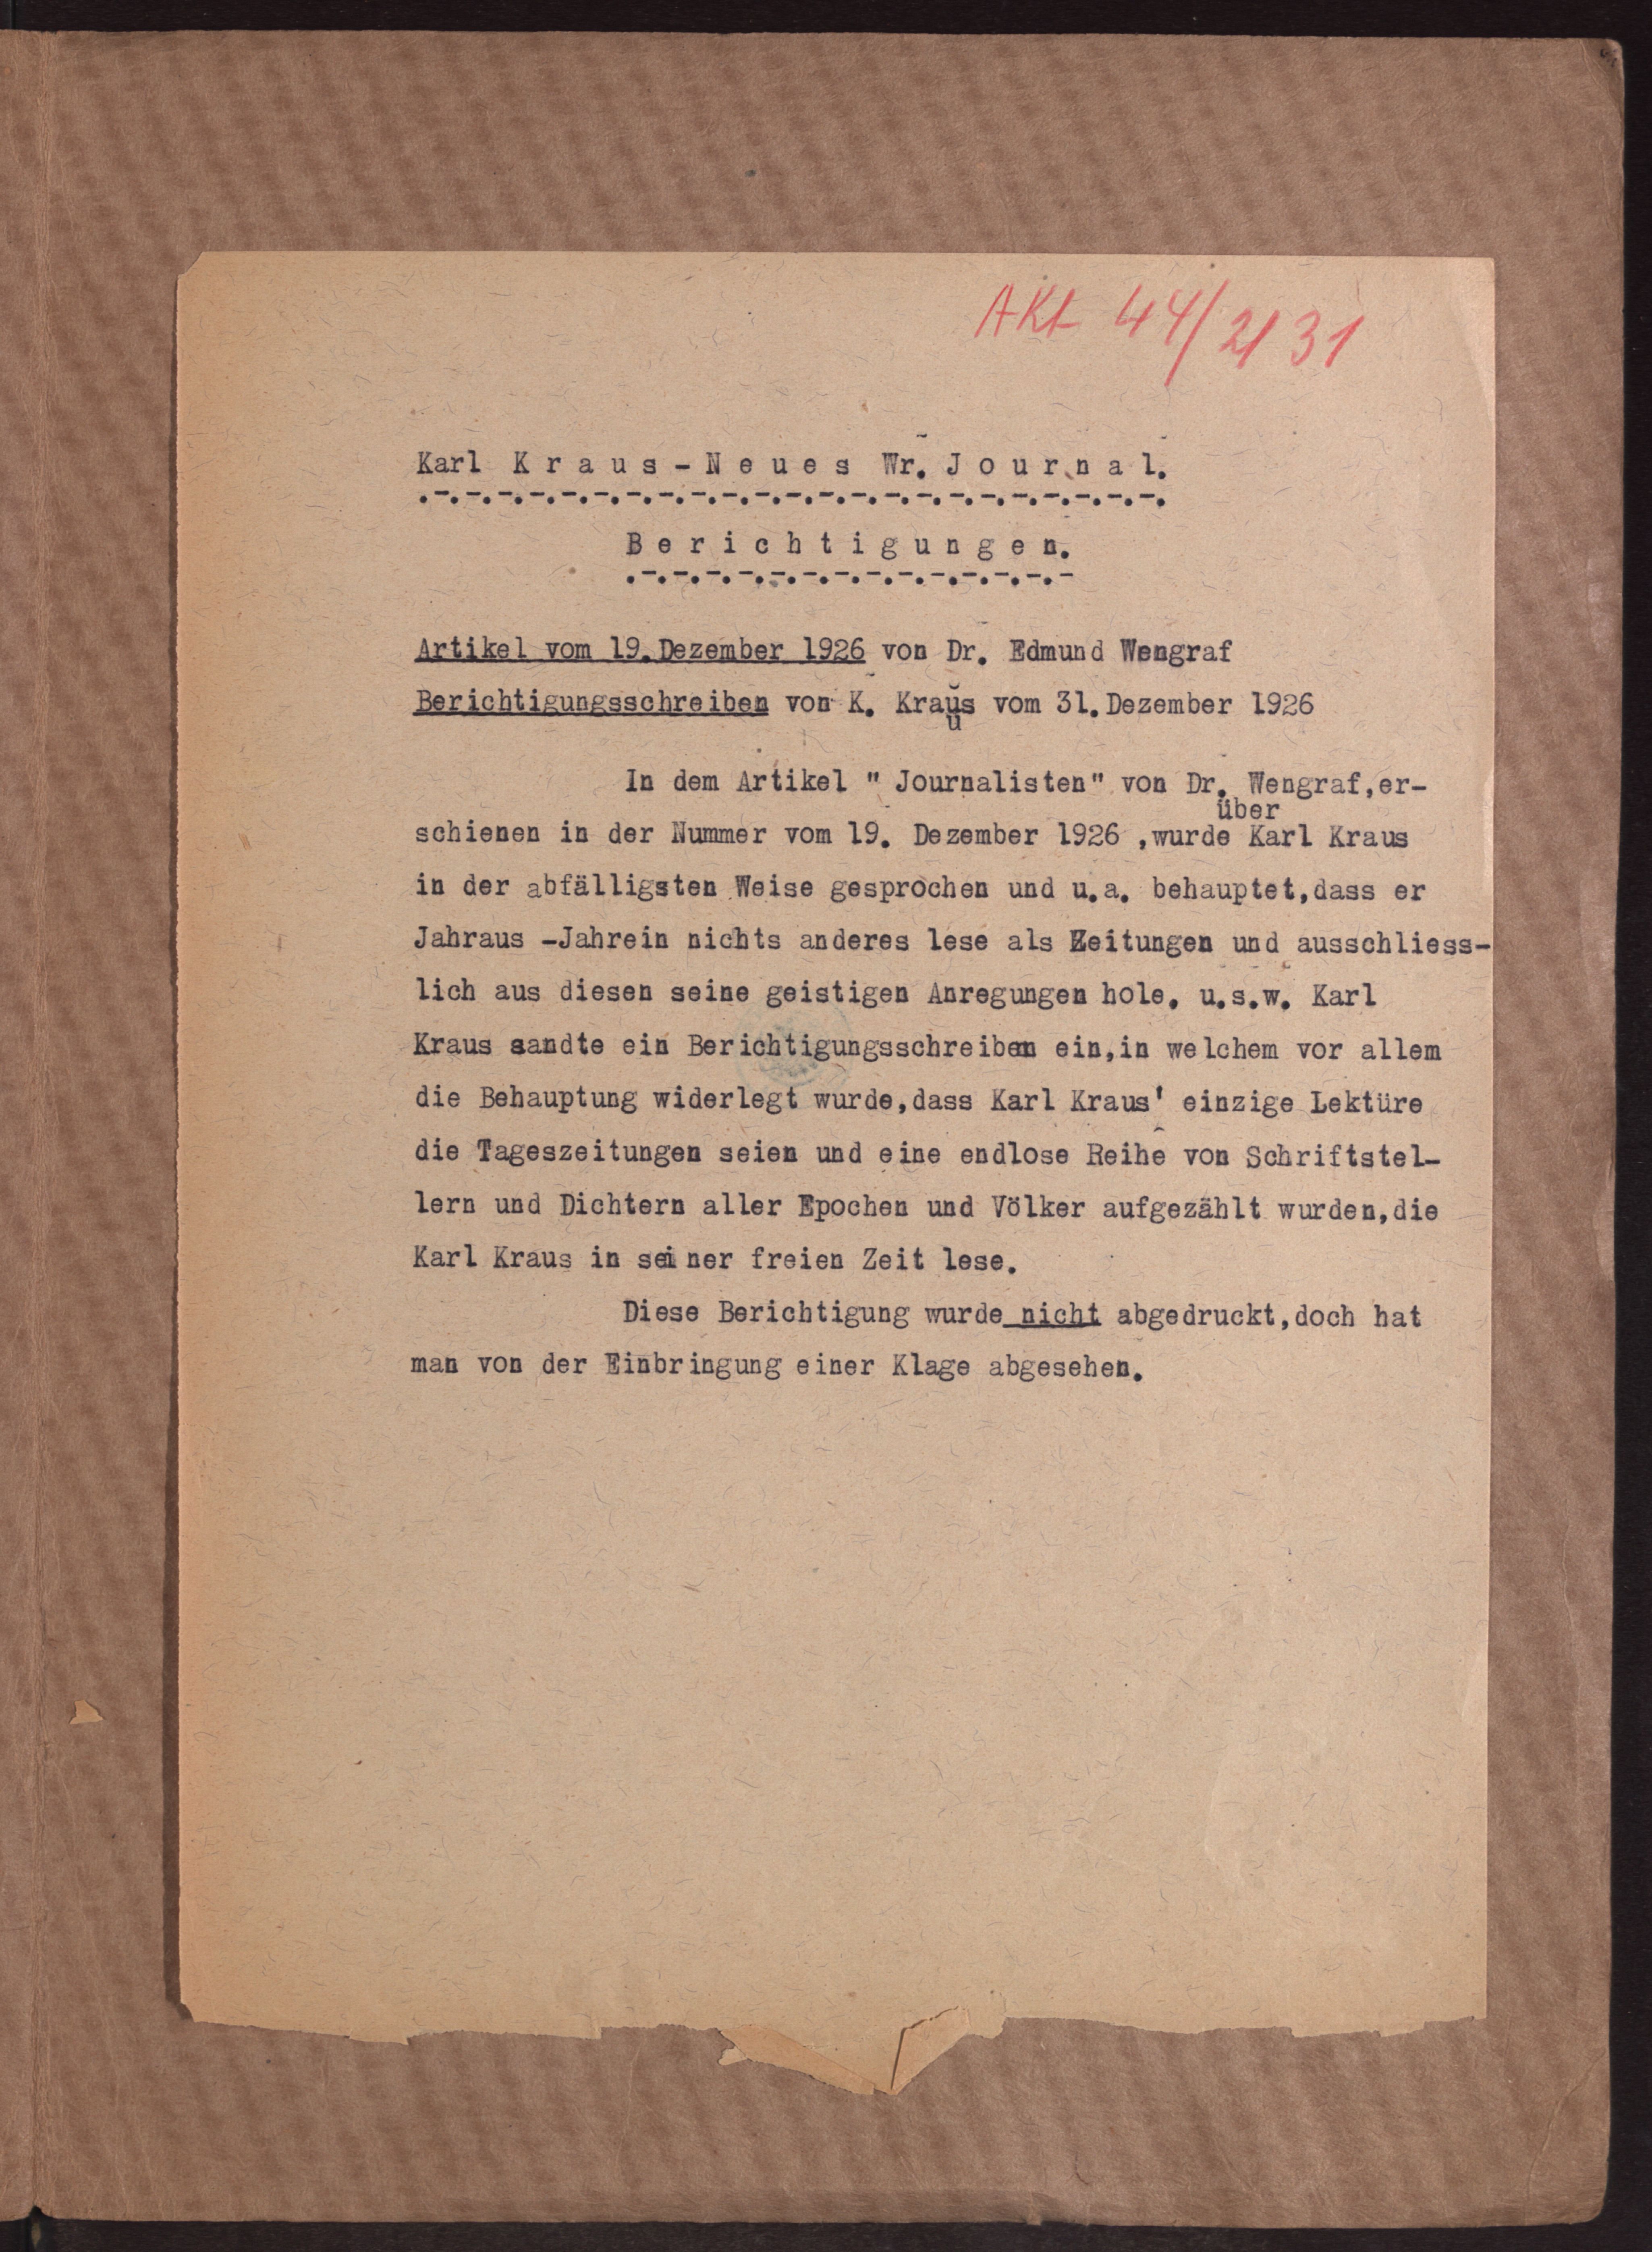 Akt 44/2 31
Karl K r a u s - N e u e s Wr. J o u r n a l.
.-.-.-.-.-.-.-.-.-.-.-.-.-.-.-.-.-.-.-.-.-.-.-.
B e r i c h t i g u n g e n.
.-.-.-.-.-.-.-.-.-.-.-.-.-.-
Artikel vom 19. Dezember 1926 von Dr. Edmund Wengraf
Berichtigungsschreiben von K. Kraus vom 31. Dezember 1926
u
In dem Artikel " Journalisten" von Dr. Wengraf,er-
über
schienen in der Nummer vom 19. Dezember 1926 ,wurde Karl Kraus
in der abfälligsten Weise gesprochen und u.a. behauptet,dass er
Jahraus -Jahrein nichts anderes lese als Zeitungen und ausschliess-
lich aus diesen seine geistigen Anregungen hole. u.s.w. Karl
Kraus sandte ein Berichtigungsschreiben ein,in welchem vor allem
die Behauptung widerlegt wurde,dass Karl Kraus' einzige Lektüre
die Tageszeitungen seien und eine endlose Reihe von Schriftstel-
lern und Dichtern aller Epochen und Völker aufgezählt wurden,die
Karl Kraus in seiner freien Zeit lese.
Diese Berichtigung wurde nicht abgedruckt,doch hat
man von der Einbringung einer Klage abgesehen.